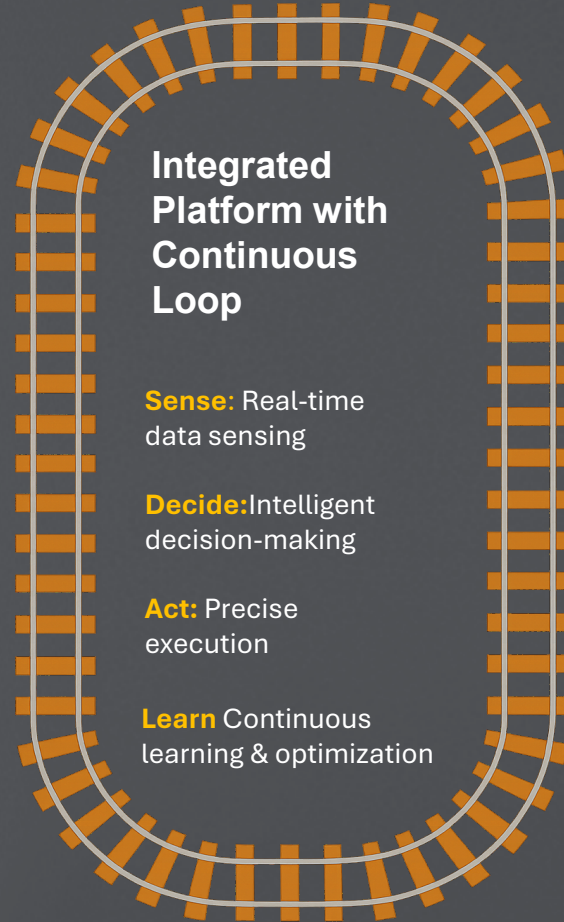 Integrated
Platform with
Continuous
Loop
Sense: Real-time
data sensing
Decide:Intelligent
decision-making
Act: Precise
execution
Learn Continuous
learning & optimization